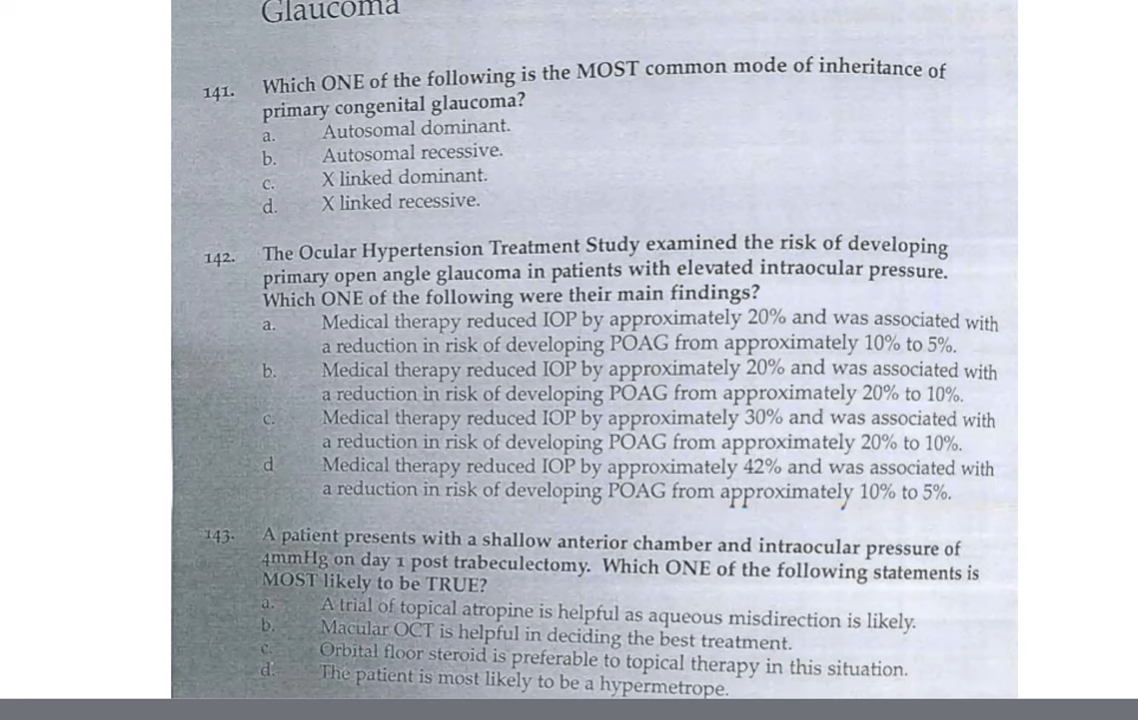 Glaucoma
141. Which ONE of the following is the MOST common mode of inheritance of
primary congenital glaucoma?
a. Autosomal dominant.
b. Autosomal recessive.
c. X linked dominant.
d. X linked recessive.
142. The Ocular Hypertension Treatment Study examined the risk of developing
primary open angle glaucoma in patients with elevated intraocular pressure.
Which ONE of the following were their main findings?
a. Medical therapy reduced IOP by approximately 20% and was associated with
a reduction in risk of developing POAG from approximately 10% to 5%.
b. Medical therapy reduced IOP by approximately 20% and was associated with
a reduction in risk of developing POAG from approximately 20% to 10%.
c. Medical therapy reduced IOP by approximately 30% and was associated with
a reduction in risk of developing POAG from approximately 20% to 10%.
d Medical therapy reduced IOP by approximately 42% and was associated with
a reduction in risk of developing POAG from approximately 10% to 5%.
143. A patient presents with a shallow anterior chamber and intraocular pressure of
4mmHg on day 1 post trabeculectomy. Which ONE of the following statements is
MOST likely to be TRUE?
a. A trial of topical atropine is helpful as aqueous misdirection is likely.
b. Macular OCT is helpful in deciding the best treatment.
c. Orbital floor steroid is preferable to topical therapy in this situation.
d. The patient is most likely to be a hypermetrope.